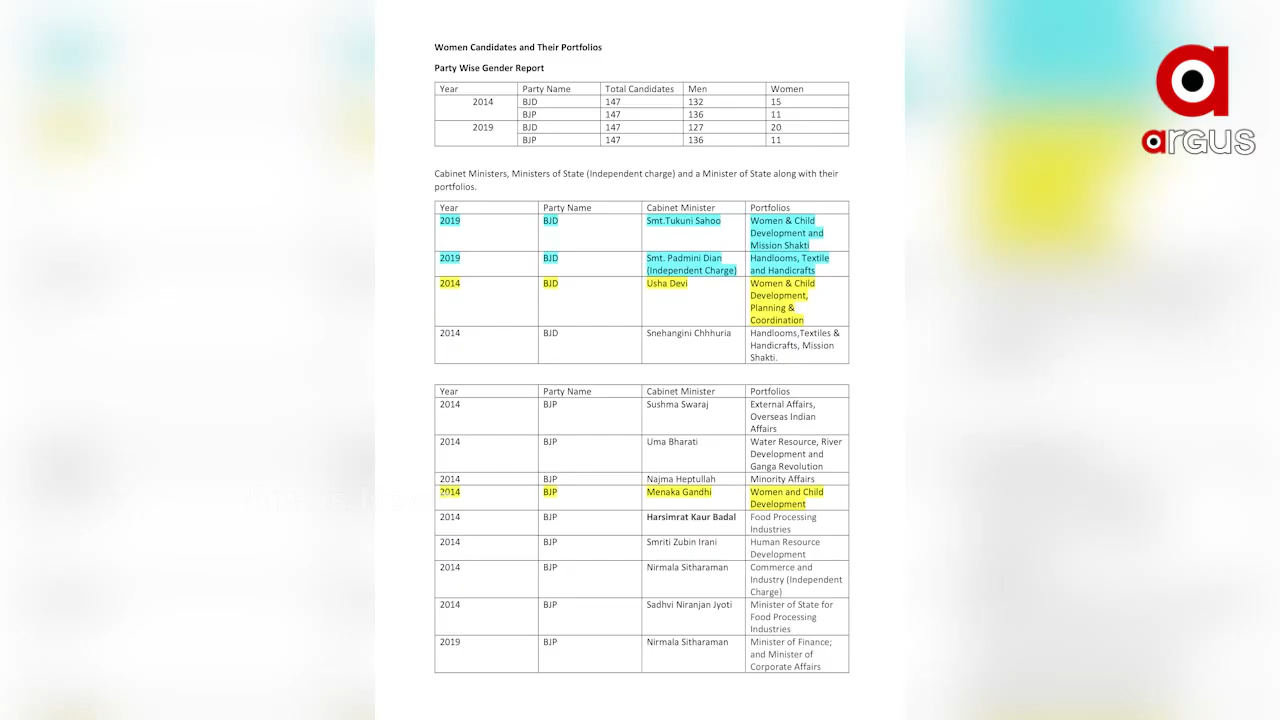 Women Candidates and Their Portfolios
Party Wise Gender Report
Year Party Name Total Candidates Men Women
2014 BJD 147 132 15
BJP 147 136 11
2019 BJD 147 127 20
BJP 147 136 11
Cabinet Ministers, Ministers of State (Independent charge) and a Minister of State along with their
portfolios.
Year Party Name Cabinet Minister Portfolios
2019 BJD Smt.Tukuni Sahoo Women & Child
Development and
Mission Shakti
2019 BJD Smt. Padmini Dian Handlooms, Textile
(Independent Charge) and Handicrafts
2014 BJD Usha Devi Women & Child
Development,
Planning &
Coordination
2014 BJD Snehangini Chhhuria Handlooms,Textiles &
Handicrafts, Mission
Shakti.
Year Party Name Cabinet Minister Portfolios
2014 BJP Sushma Swaraj External Affairs,
Overseas Indian
Affairs
2014 BJP Uma Bharati Water Resource, River
Development and
Ganga Revolution
2014 BJP Najma Heptullah Minority Affairs
2014 BJP Menaka Gandhi Women and Child
Development
2014 BJP Harsimrat Kaur Badal Food Processing
Industries
2014 BJP Smriti Zubin Irani Human Resource
Development
2014 BJP Nirmala Sitharaman Commerce and
Industry (Independent
Charge)
2014 BJP Sadhvi Niranjan Jyoti Minister of State for
Food Processing
Industries
2019 BJP Nirmala Sitharaman Minister of Finance;
and Minister of
Corporate Affairs
a
argus